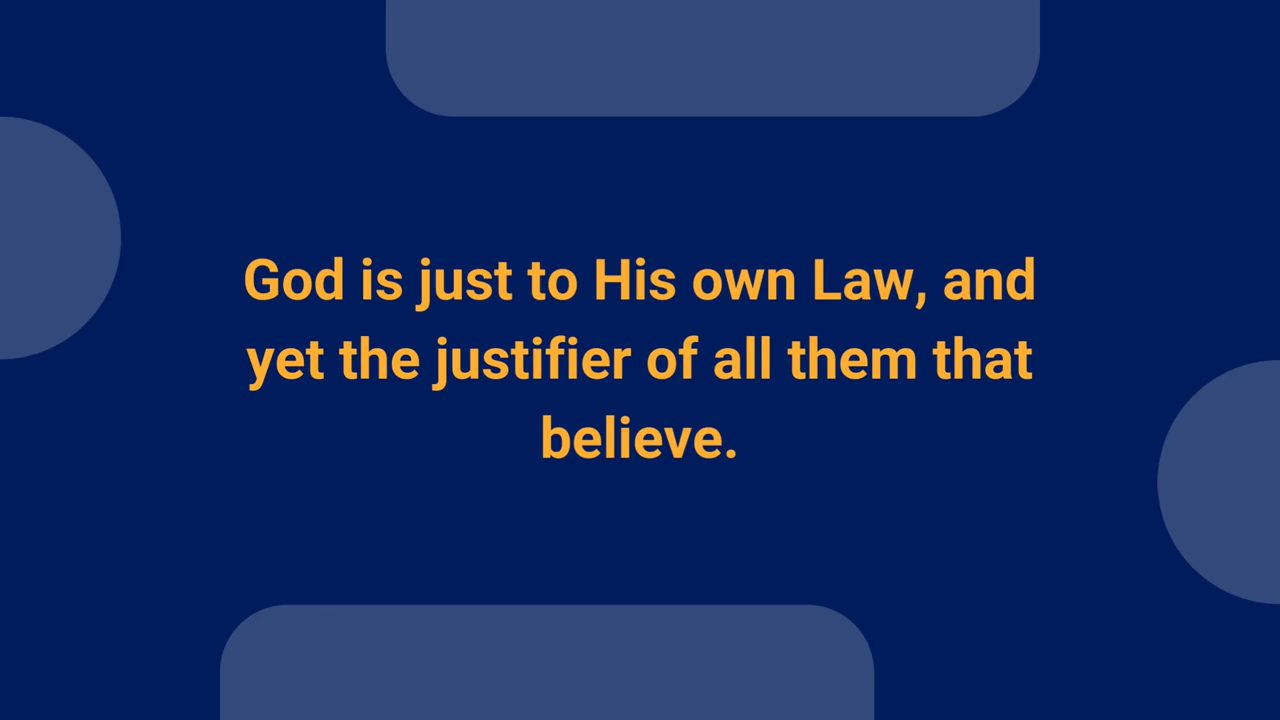 God is just to His own Law, and
yet the justifier of all them that
believe.